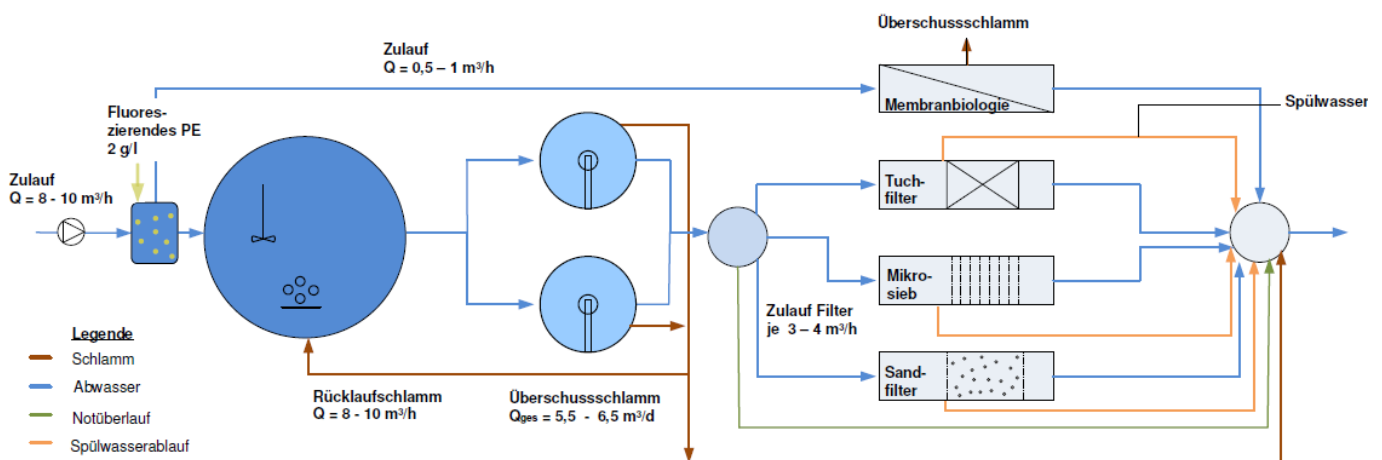 Überschussschlamm
Zulauf
Q = 0,5 – 1 m³/h
Membranbiologie
Spülwasser
Fluores-
zierendes PE
2 g/l
Zulauf
Q = 8 - 10 m³/h
Tuch-
filter
Mikro-
sieb
Zulauf Filter
je 3 – 4 m³/h
Sand-
filter
Legende
Schlamm
Abwasser
Notüberlauf
Spülwasserablauf
Rücklaufschlamm
Q = 8 - 10 m³/h
Überschussschlamm
Qges = 5,5 - 6,5 m³/d